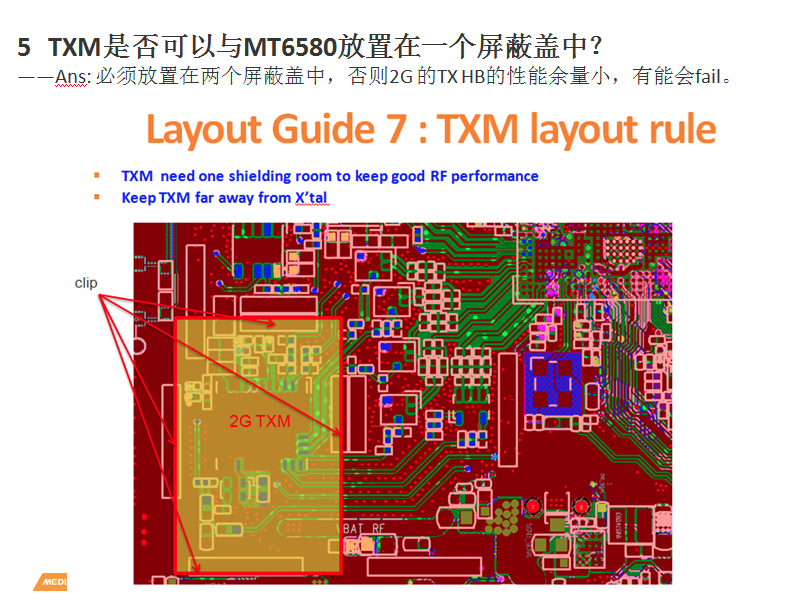 5 TXM是否可以与MT6580放置在一个屏蔽盖中？
——Ans: 必须放置在两个屏蔽盖中，否则2G 的TX HB的性能余量小，有能会fail。
Layout Guide 7 : TXM layout rule
▪ TXM need one shielding room to keep good RF performance
▪ Keep TXM far away from X'tal
clip
2G TXM
VBAT_RF
MEDI